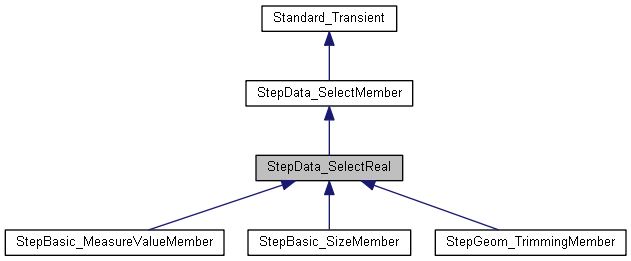 Standard_Transient
StepData_SelectMember
StepData_SelectReal
StepBasic_MeasureValueMember
StepBasic_SizeMember
StepGeom_TrimmingMember